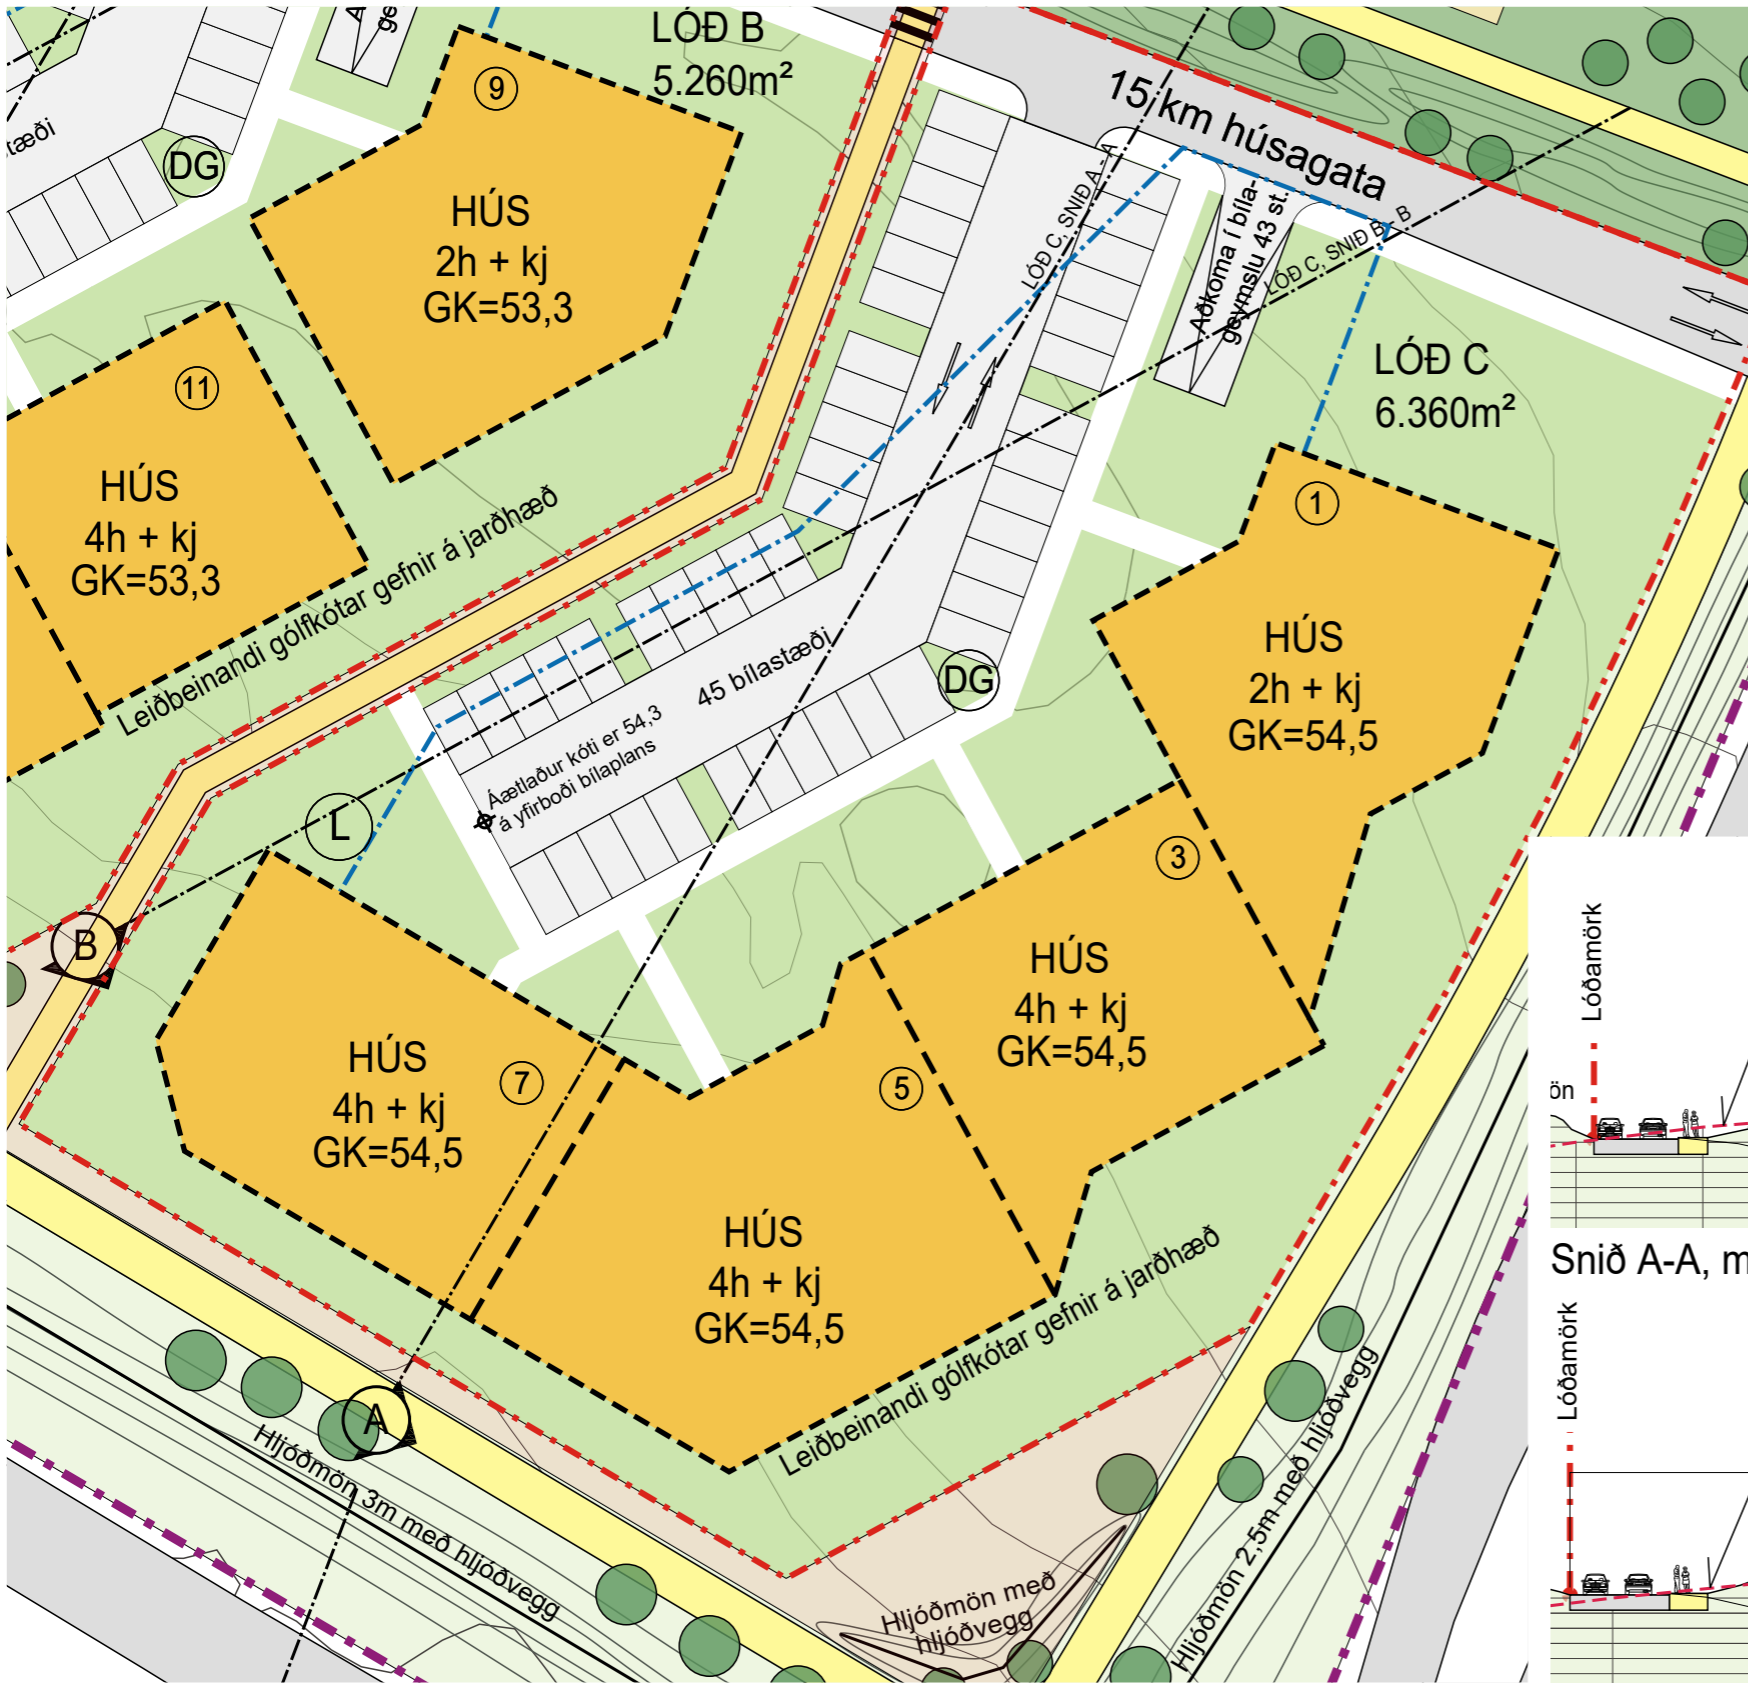 LÓÐ B
5.260m²
9
DG
HÚS
2h + kj
GK=53,3
11
HÚS
4h + kj
GK=53,3
Leiðbeinandi gólfkótar gefnir á jarðhæð
15 km húsagata
LÓÐ C, SNIÐ A - A
LÓÐ C, SNIÐ B - B
Aðkoma í bíla-
geymslu 43 st.
LÓÐ C
6.360m²
1
HÚS
2h + kj
GK=54,5
45 bílastæði
DG
Áætlaður kóti er 54,3
á yfirboði bílaplans
L
B
3
HÚS
4h + kj
GK=54,5
7
HÚS
4h + kj
GK=54,5
5
HÚS
4h + kj
GK=54,5
Leiðbeinandi gólfkótar gefnir á jarðhæð
A
Hljóðmön 3m með hljóðvegg
Hljóðmön með
hljóðvegg
Hljóðmön 2,5m með hljóðvegg
Lóðamörk
ön
Snið A-A, m
Lóðamörk